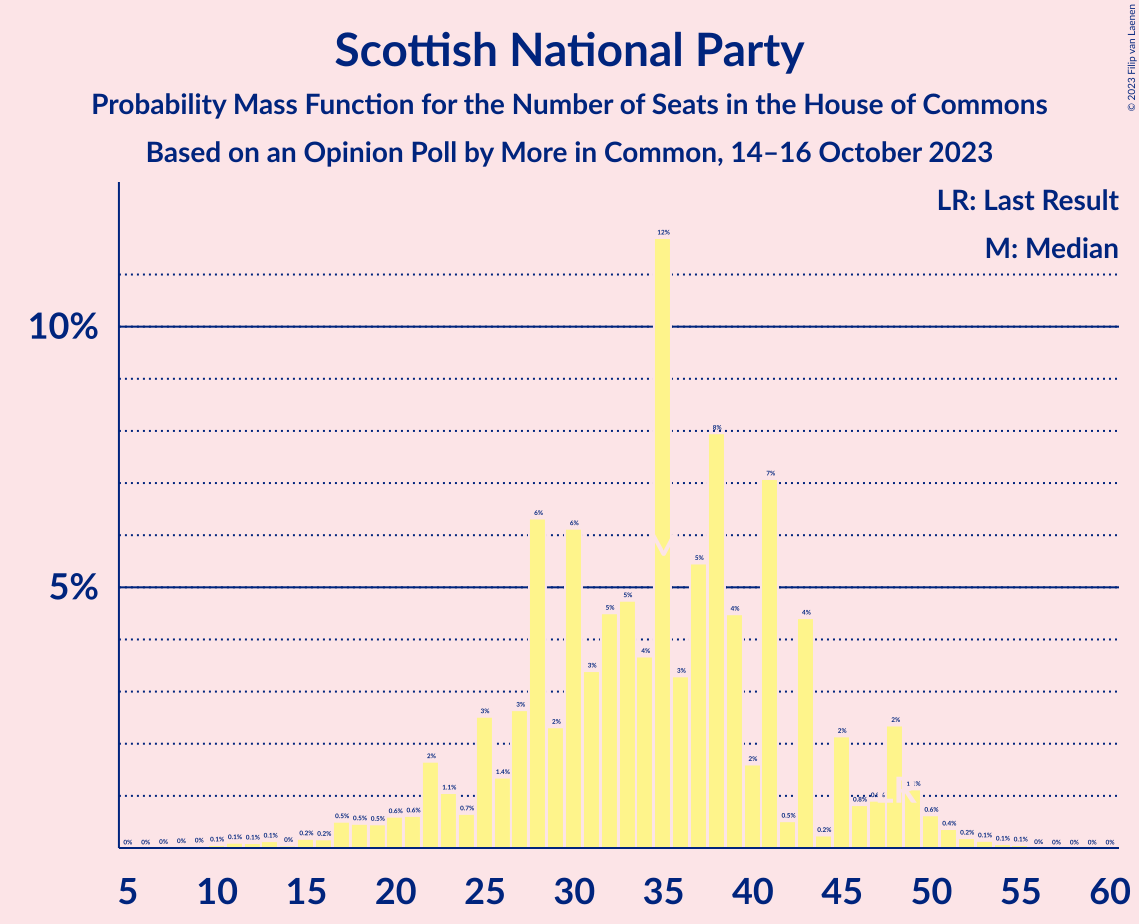 Scottish National Party
Probability Mass Function for the Number of Seats in the House of Commons
Based on an Opinion Poll by More in Common, 14–16 October 2023
© 2023 Filip van Laenen
LR: Last Result
M: Median
10%
5%
0% 0% 0% 0% 0% 0.1% 0.1% 0.1% 0.1% 0% 0.2% 0.2% 0.5% 0.5% 0.5% 0.6% 0.6% 2% 1.1% 0.7% 3% 1.4% 3% 6% 2% 6% 3% 5% 5% 4% 12% 3% 5% 8% 4% 2% 7% 0.5% 4% 0.2% 2% 0.8% 2% 0.6% 0.4% 0.2% 0.1% 0.1% 0.1% 0% 0% 0% 0% 0%
5 10 15 20 25 30 35 40 45 50 55 60